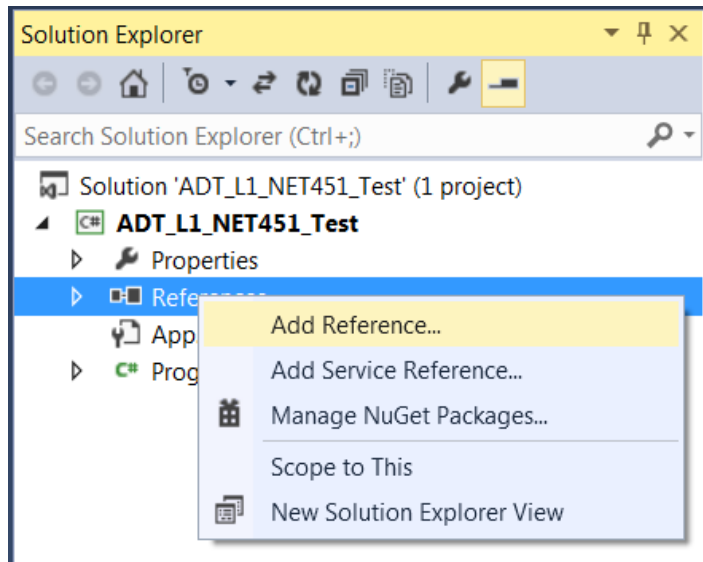 Solution Explorer
Search Solution Explorer (Ctrl+;)
Solution 'ADT_L1_NET451_Test' (1 project)
C# ADT_L1_NET451_Test
Properties
Add Reference...
Add Service Reference...
C#
Manage NuGet Packages...
Scope to This
New Solution Explorer View